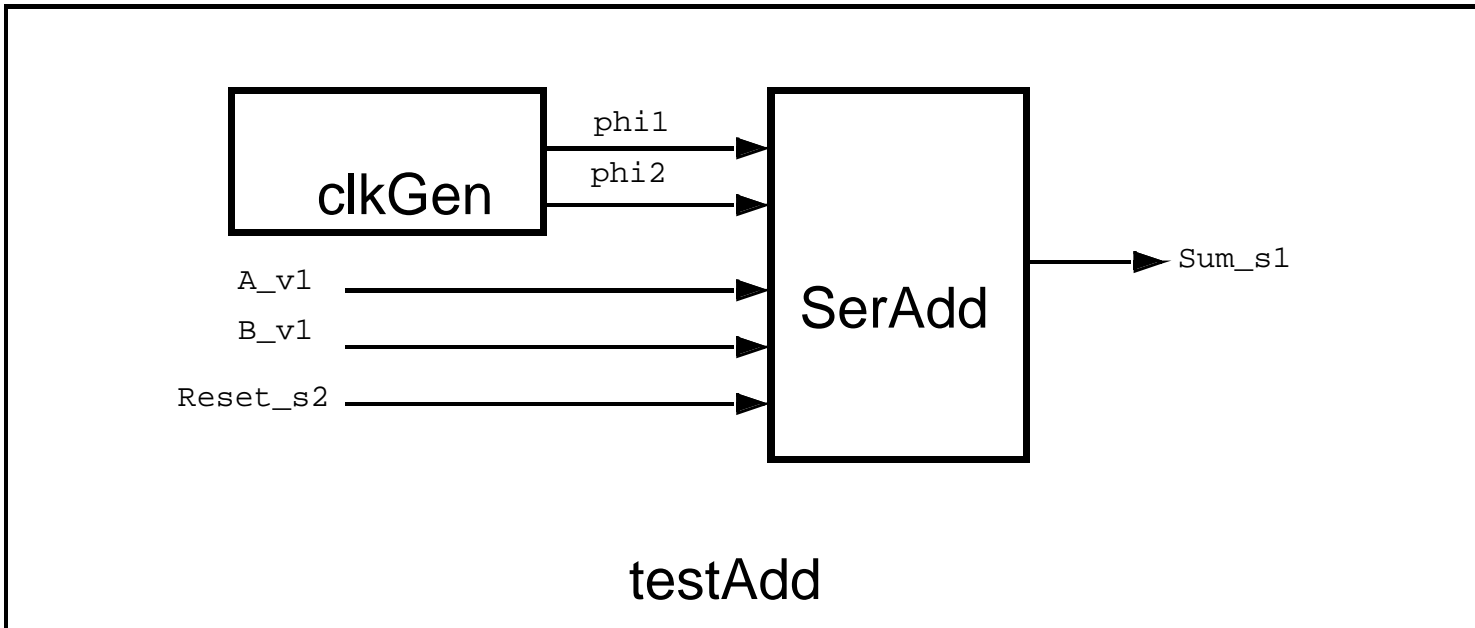 phi1
phi2
clkGen
A_v1
B_v1
Reset_s2
SerAdd
Sum_s1
testAdd